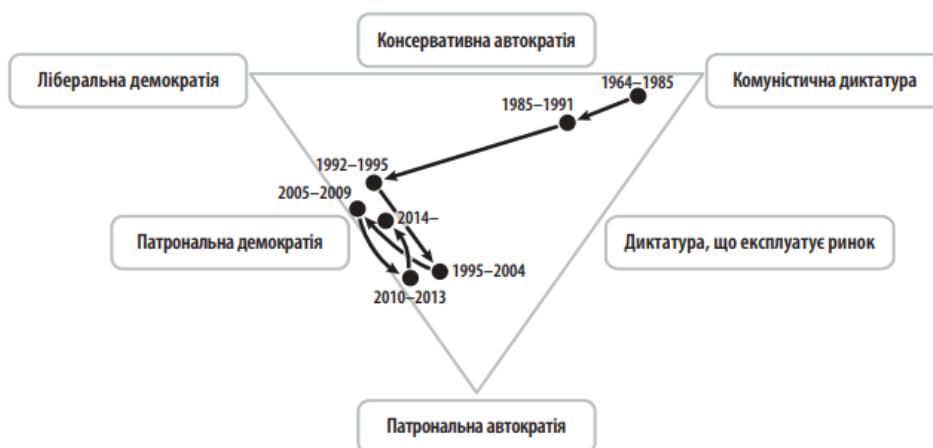 Консервативна автократія
Ліберальна демократія
Комуністична диктатура
1964–1985
1985–1991
1992–1995
2005–2009
2014–
Патрональна демократія
Диктатура, що експлуатує ринок
1995–2004
2010–2013
Патрональна автократія